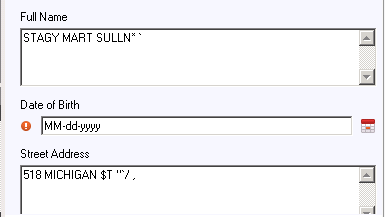 Full Name
STAGY MART SULLN* `
Date of Birth
MM-dd-yyyy
Street Address
518 MICHIGAN $T '"`/ ,